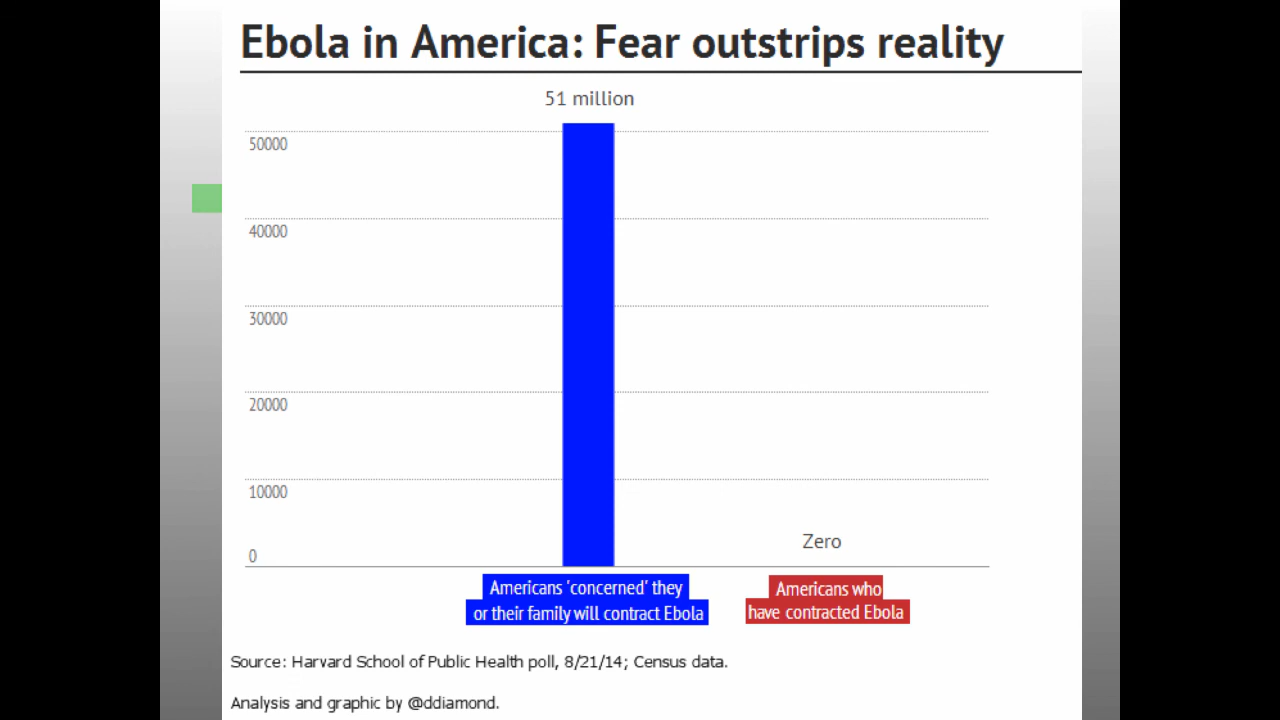 Ebola in America: Fear outstrips reality
51 million
50000
40000
30000
20000
10000
0
Zero
Americans 'concerned' they
or their family will contract Ebola
Americans who
have contracted Ebola
Source: Harvard School of Public Health poll, 8/21/14; Census data.
Analysis and graphic by @ddiamond.